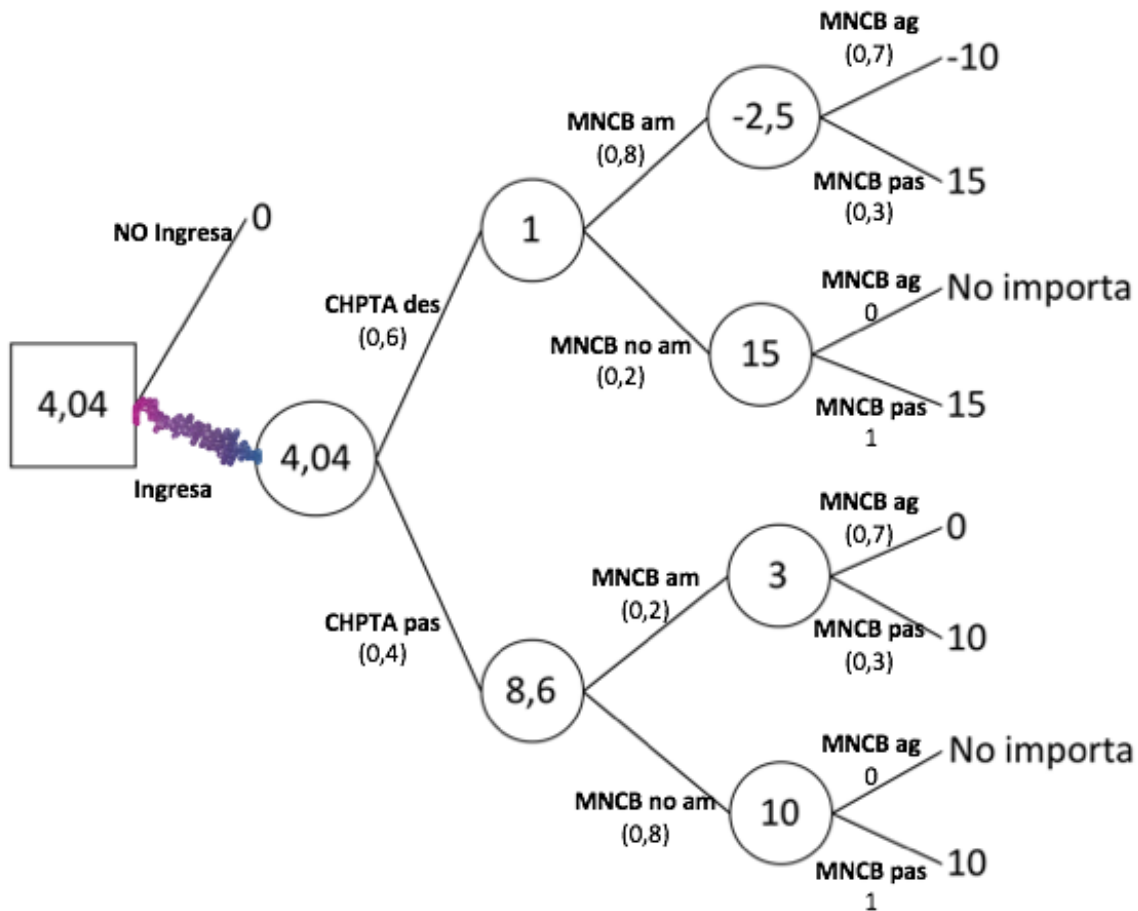 MNCB ag
(0,7)
-10
-2,5
MNCB am
(0,8)
MNCB pas
(0,3)
15
NO Ingresa
0
1
CHPTA des
(0,6)
MNCB ag
0
No importa
MNCB no am
(0,2)
15
MNCB pas
1
15
4,04
4,04
Ingresa
MNCB ag
(0,7)
0
MNCB am
(0,2)
3
MNCB pas
(0,3)
10
CHPTA pas
(0,4)
8,6
MNCB ag
0
No importa
MNCB no am
(0,8)
10
MNCB pas
1
10